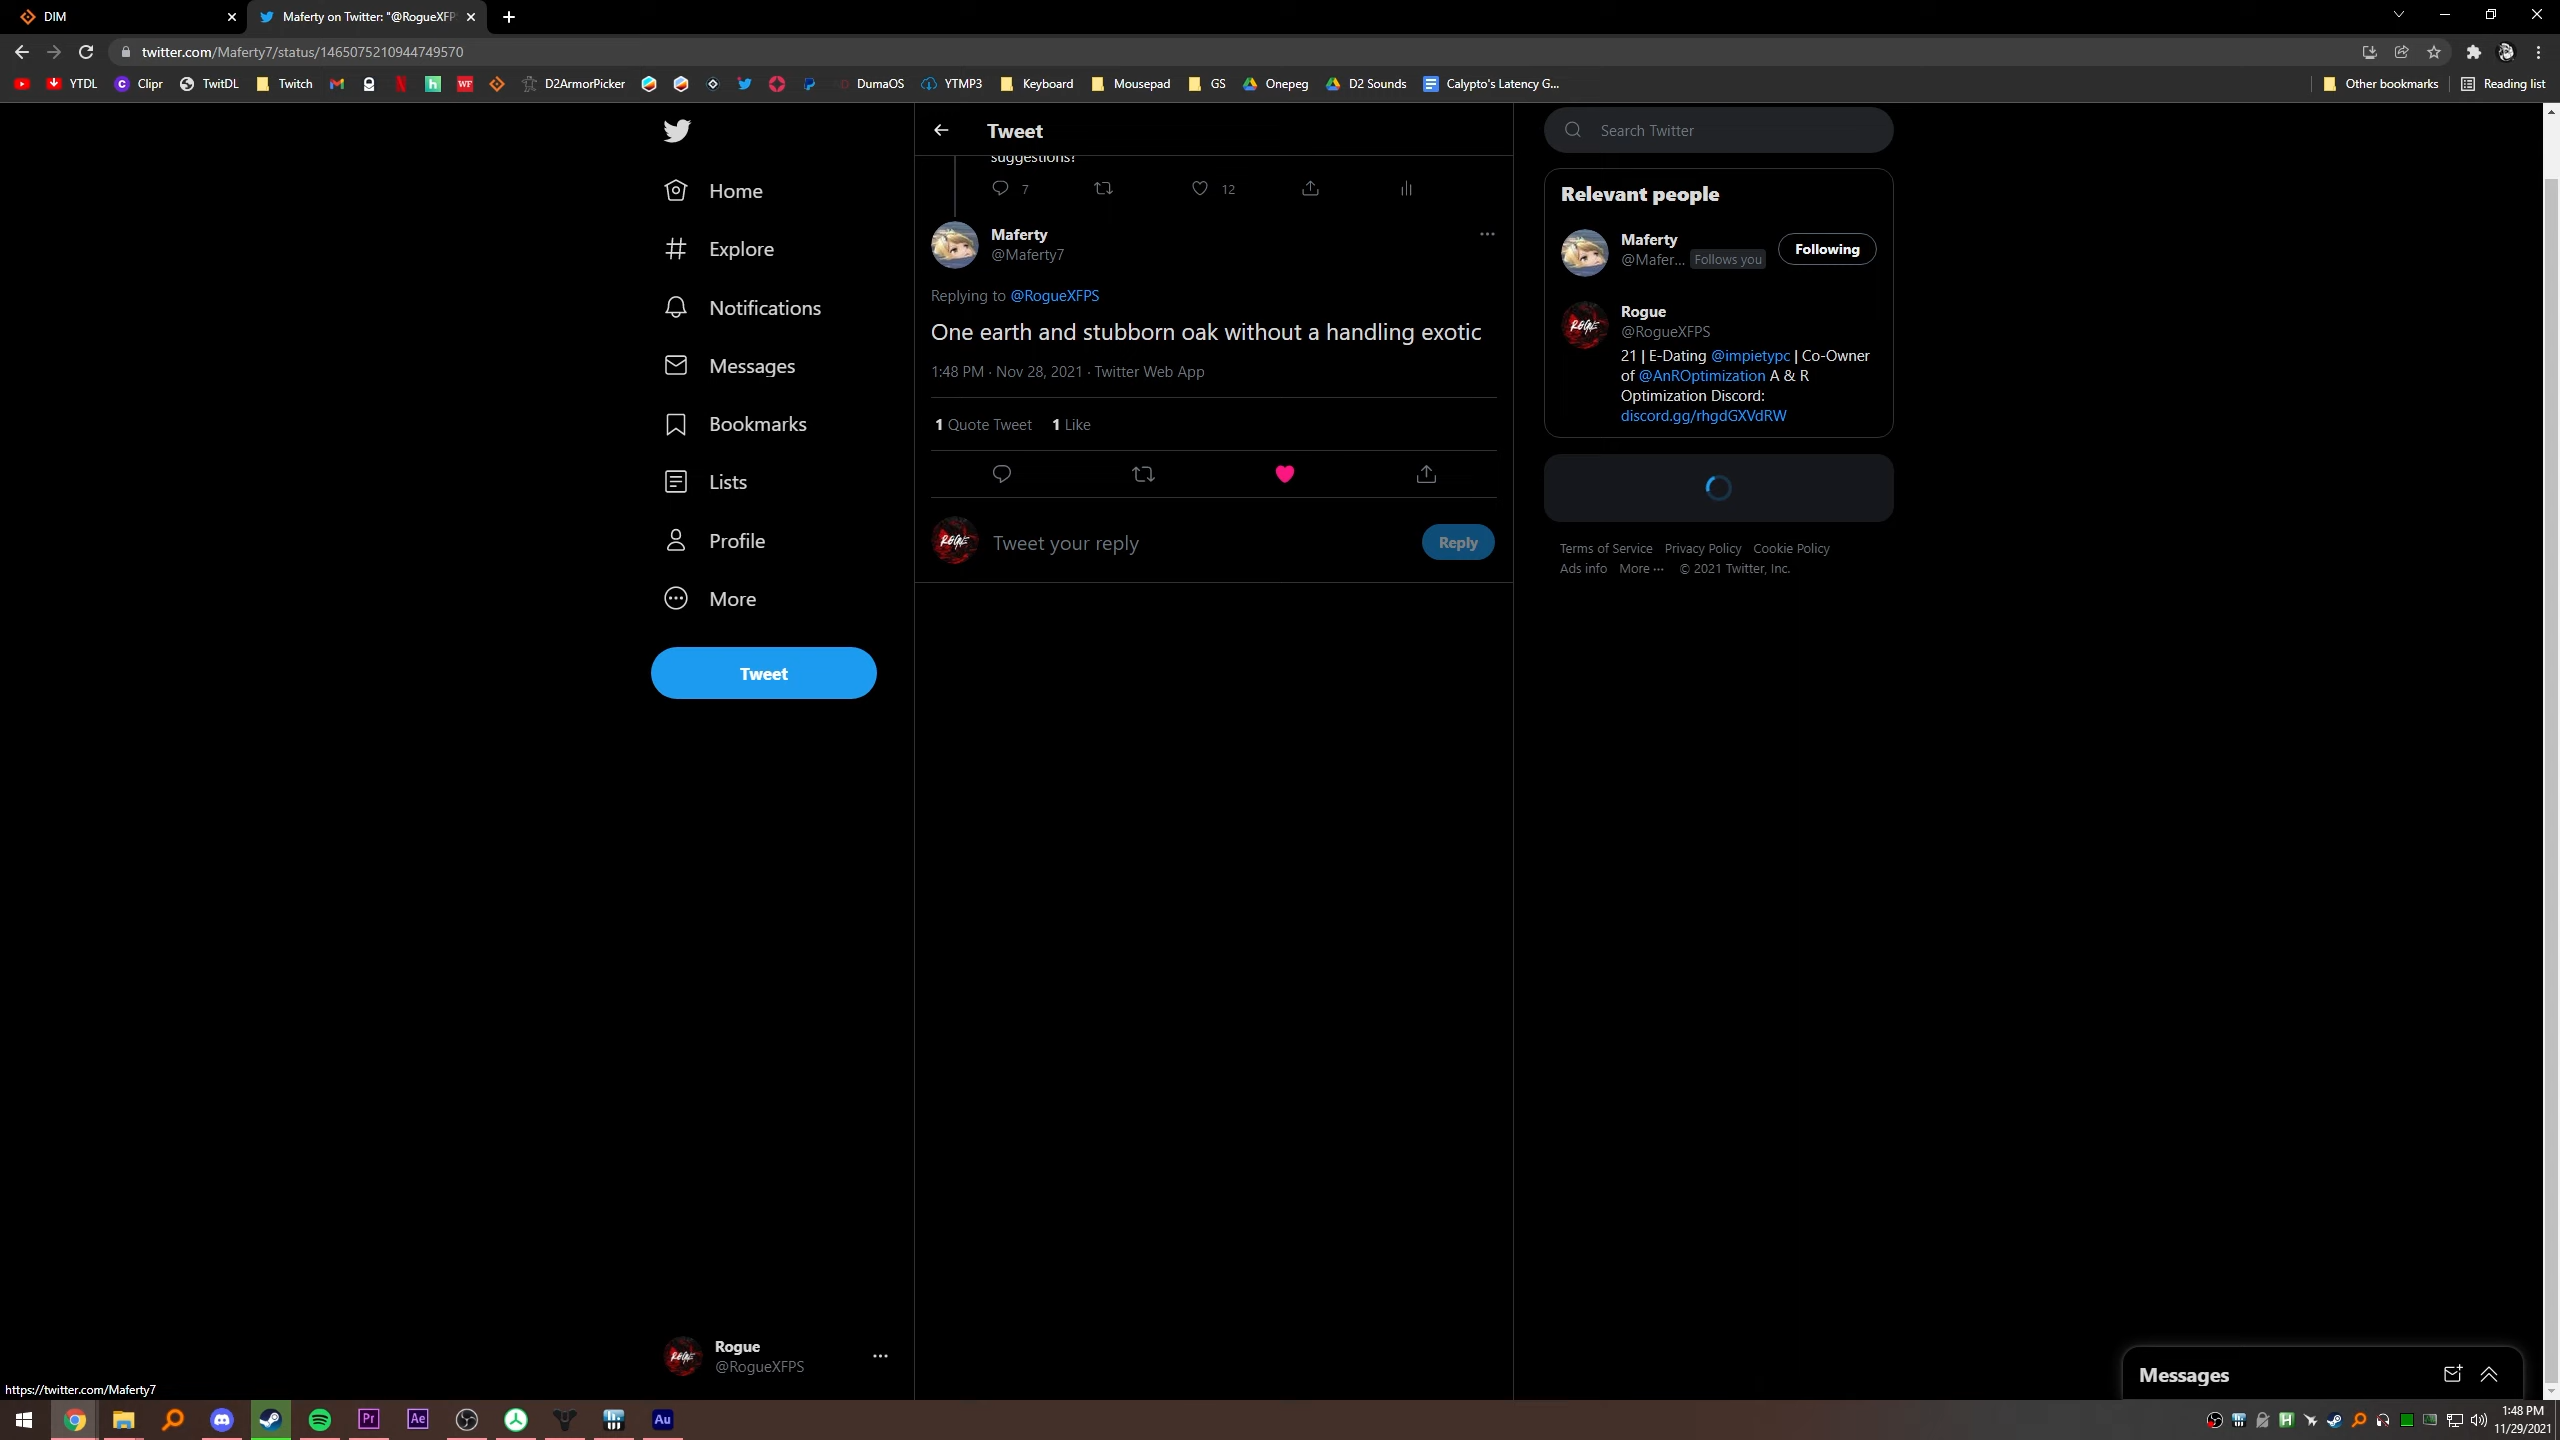 DIM
Maferty on Twitter: "@RogueXFP
twitter.com/Maferty7/status/1465075210944749570
YTDL
Clipr
TwitDL
Twitch
D2ArmorPicker
DumaOS
YTMP3
Keyboard
Mousepad
GS
Onepeg
D2 Sounds
Calypto's Latency G...
Other bookmarks
Reading list
Home
Explore
Notifications
Messages
Bookmarks
Lists
Profile
More
Tweet
Rogue
@RogueXFPS
Tweet
suggestions?
7
12
Maferty
@Maferty7
Replying to @RogueXFPS
One earth and stubborn oak without a handling exotic
1:48 PM · Nov 28, 2021 · Twitter Web App
1 Quote Tweet 1 Like
ROGUE
Tweet your reply
Reply
Search Twitter
Relevant people
Maferty
@Mafer... Follows you
Following
Rogue
@RogueXFPS
21 | E-Dating @impietypc | Co-Owner
of @AnROptimization A & R
Optimization Discord:
discord.gg/rhgdGXVdRW
Terms of Service Privacy Policy Cookie Policy
Ads info More ··· © 2021 Twitter, Inc.
Messages
https://twitter.com/Maferty7
Pr
Ae
Au
1:48 PM
11/29/2021